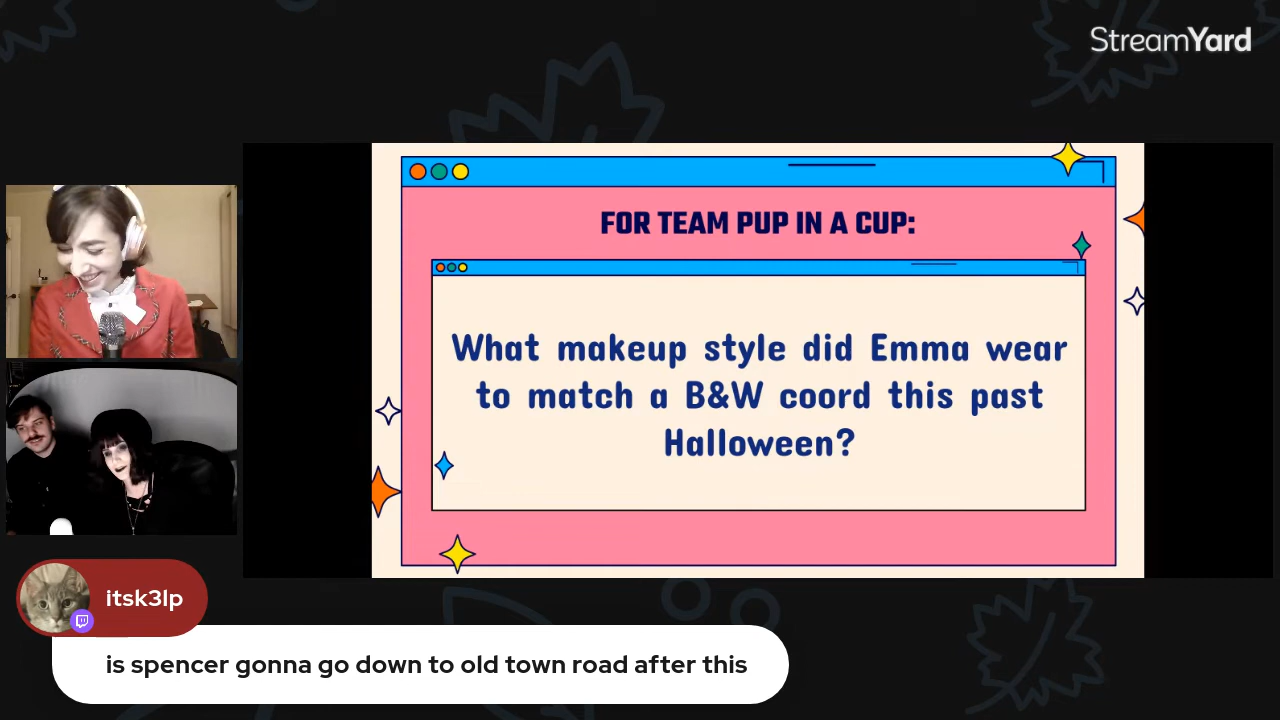 StreamYard
FOR TEAM PUP IN A CUP:
What makeup style did Emma wear
to match a B&W coord this past
Halloween?
itsk3lp
is spencer gonna go down to old town road after this